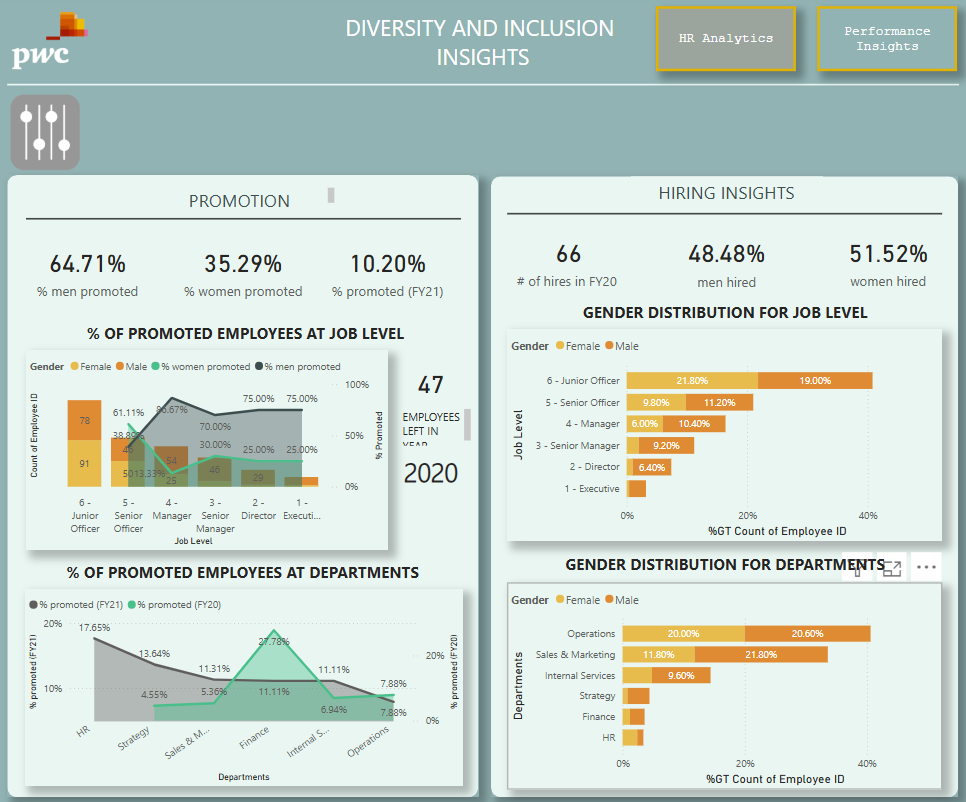 pwc
DIVERSITY AND INCLUSION
INSIGHTS
HR Analytics
Performance
Insights
PROMOTION
64.71%
35.29%
10.20%
% men promoted
% women promoted
% promoted (FY21)
% OF PROMOTED EMPLOYEES AT JOB LEVEL
Gender Female Male % women promoted % men promoted
Count of Employee ID
100%
50%
0%
% Promoted
78
91
61.11%
38.89%
46
50
86.67%
13.33%
54
25
70.00%
30.00%
46
75.00%
25.00%
29
75.00%
25.00%
6 -
Junior
Officer
5 -
Senior
Officer
4 -
Manager
3 -
Senior
Manager
2 -
Director
1 -
Executi...
Job Level
47
EMPLOYEES
LEFT IN
YEAR
2020
% OF PROMOTED EMPLOYEES AT DEPARTMENTS
% promoted (FY21) % promoted (FY20)
% promoted (FY21)
20%
10%
17.65%
13.64%
11.31%
27.78%
11.11%
11.11%
4.55%
5.36%
6.94%
7.88%
7.88%
20%
0%
% promoted (FY20)
HR
Strategy
Sales & M...
Finance
Internal S...
Operations
Departments
HIRING INSIGHTS
66
48.48%
51.52%
# of hires in FY20
men hired
women hired
GENDER DISTRIBUTION FOR JOB LEVEL
Gender Female Male
Job Level
6 - Junior Officer 21.80% 19.00%
5 - Senior Officer 9.80% 11.20%
4 - Manager 6.00% 10.40%
3 - Senior Manager 9.20%
2 - Director 6.40%
1 - Executive
0% 20% 40%
%GT Count of Employee ID
GENDER DISTRIBUTION FOR DEPARTMENTS
Gender Female Male
Departments
Operations 20.00% 20.60%
Sales & Marketing 11.80% 21.80%
Internal Services 9.60%
Strategy
Finance
HR
0% 20% 40%
%GT Count of Employee ID